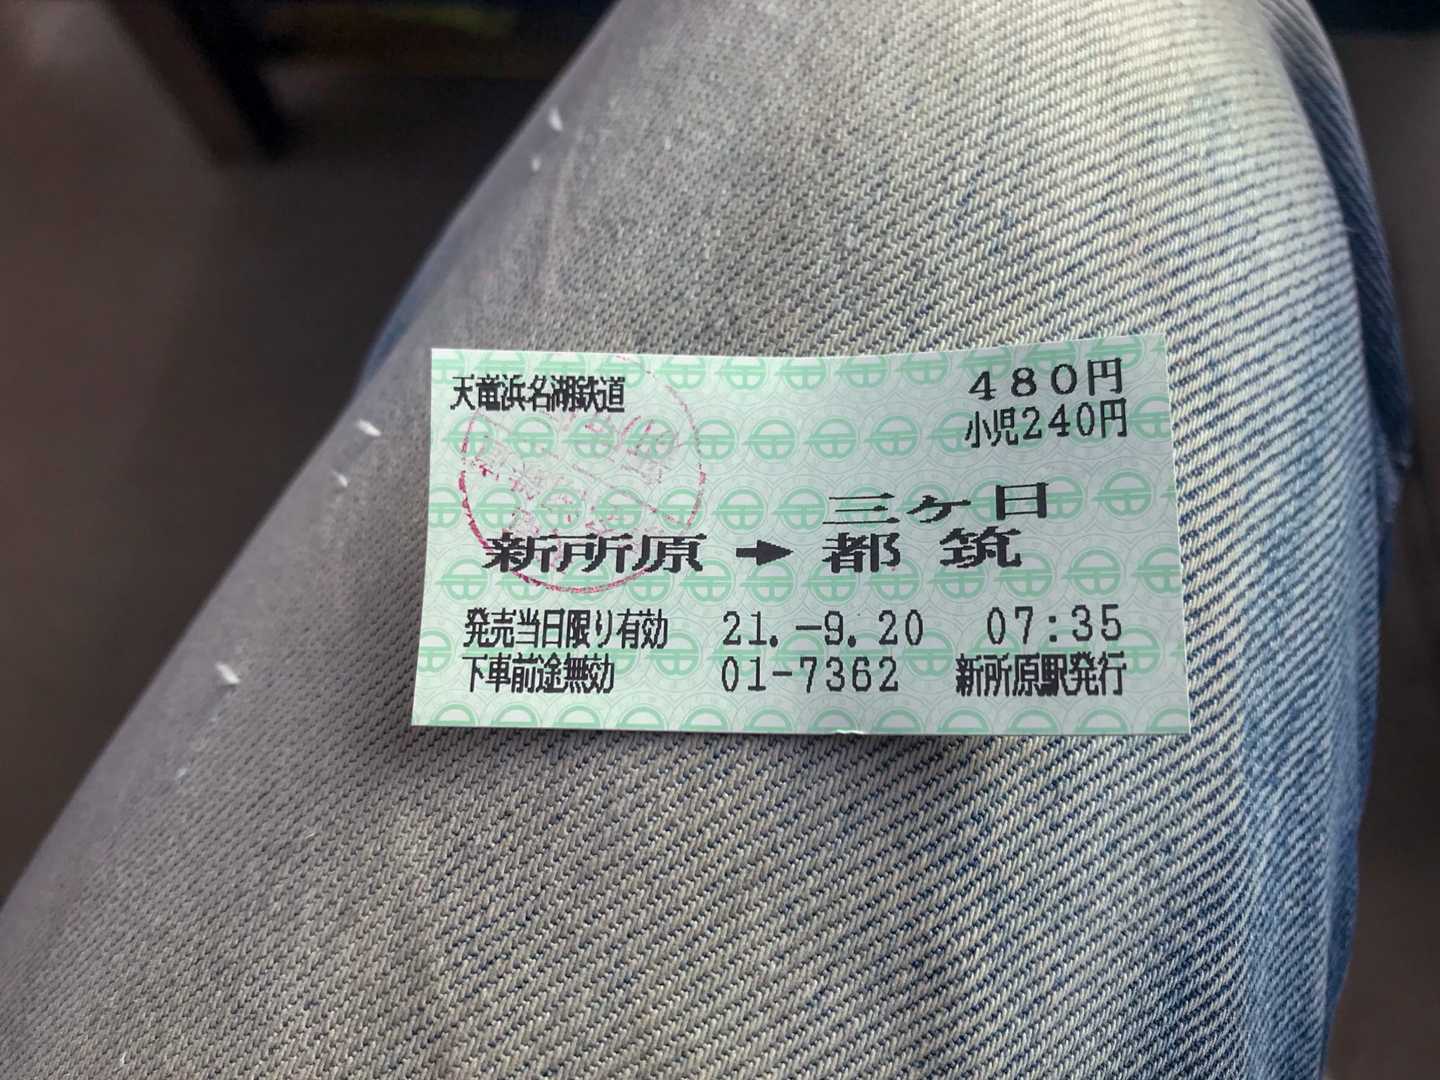 天竜浜名湖鉄道
480円
小児240円
三ヶ日
新所原 → 都筑
発売当日限り有効 21.-9.20 07:35
下車前途無効 01-7362 新所原駅発行